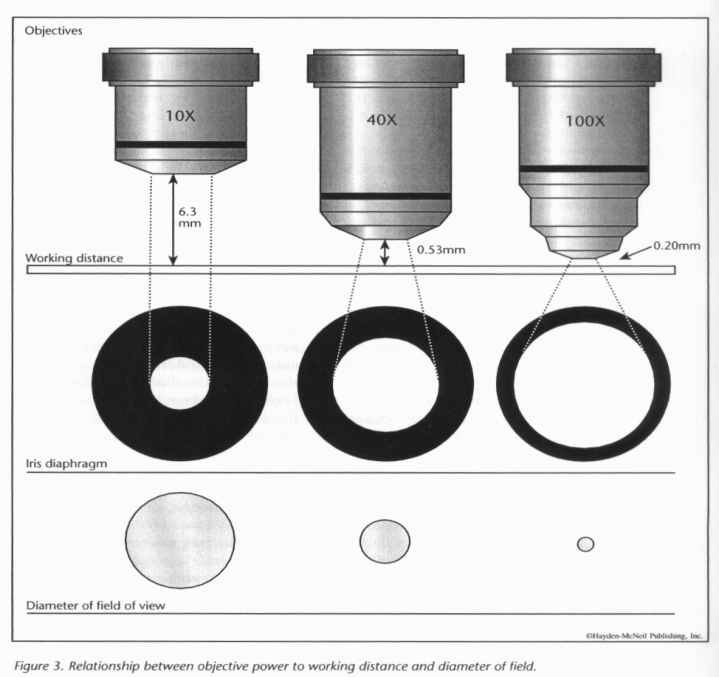 Objectives
10X
40X
100X
6.3
mm
0.53mm
0.20mm
Working distance
Iris diaphragm
Diameter of field of view
©Hayden-McNeil Publishing, Inc.
Figure 3. Relationship between objective power to working distance and diameter of field.